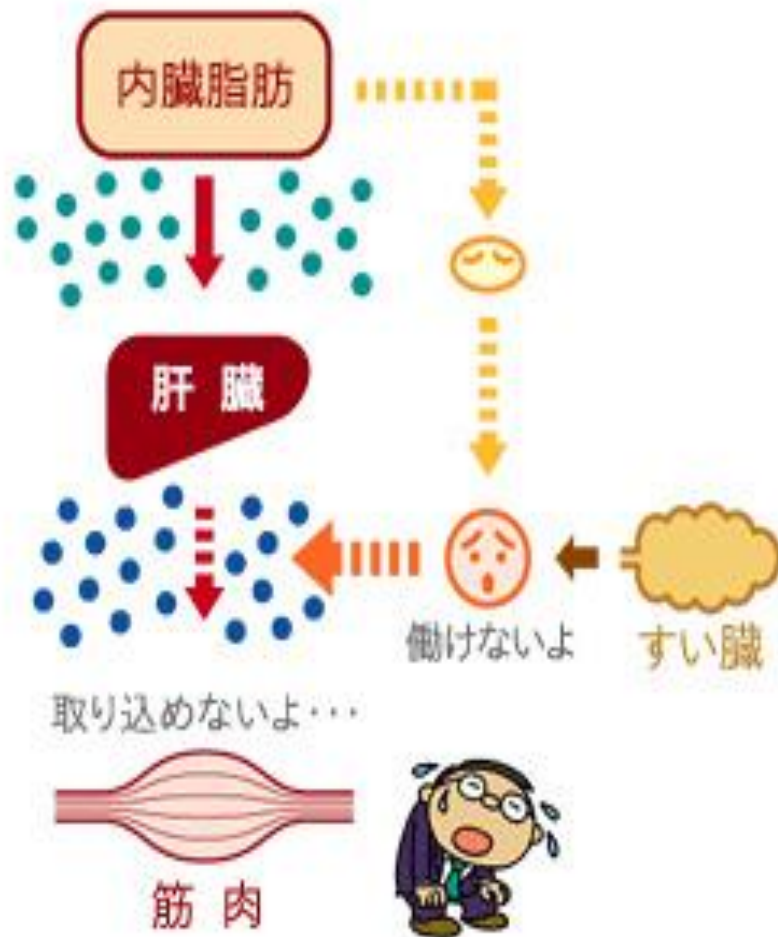 内臓脂肪
肝 臓
働けないよ
すい臓
取り込めないよ・・・
筋 肉